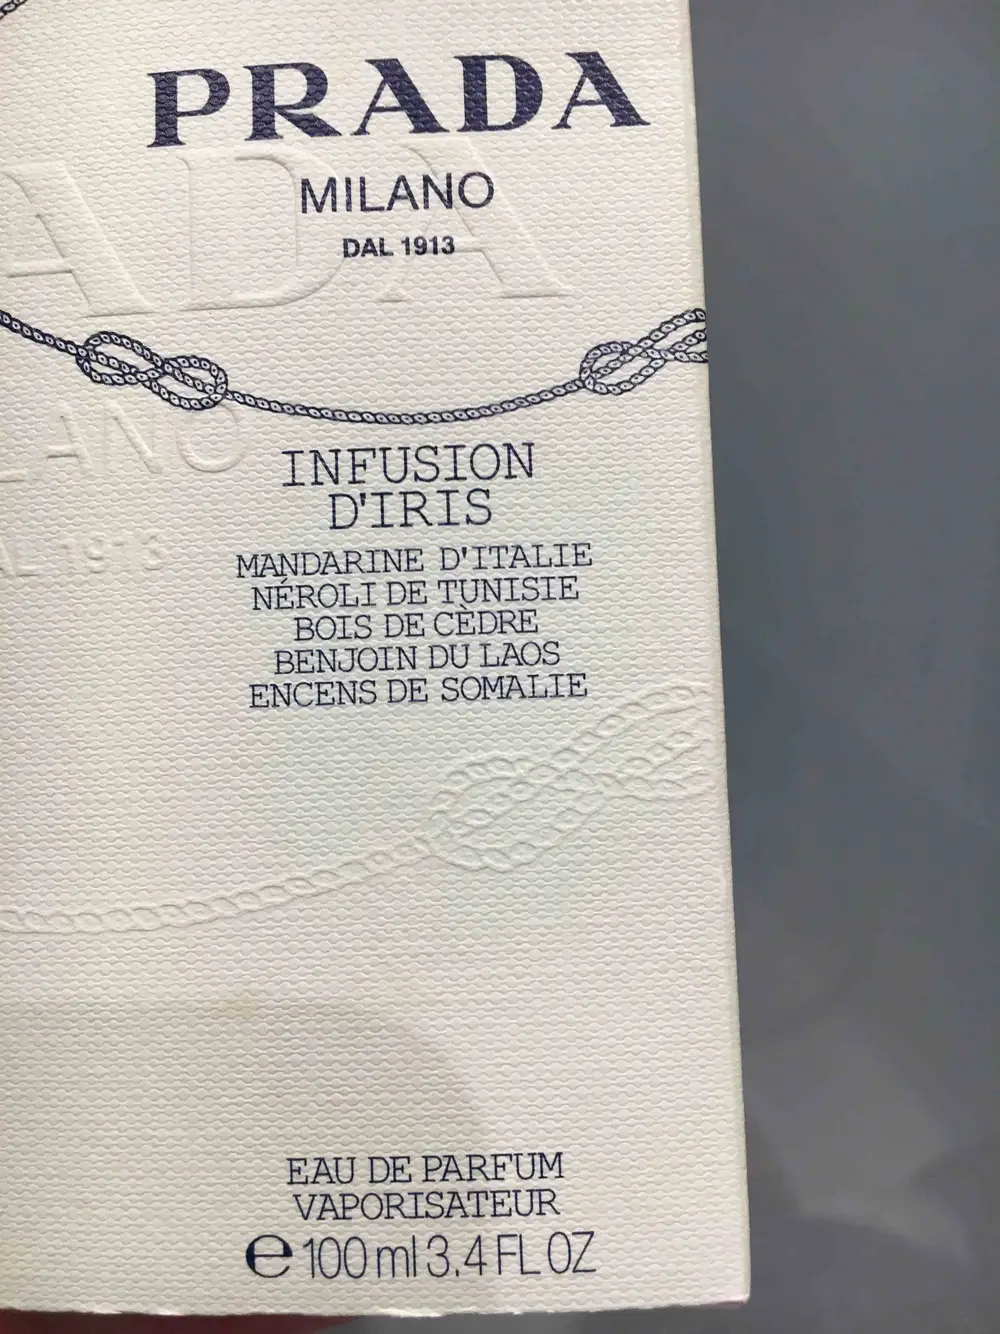 PRADA
MILANO
DAL 1913
INFUSION
D'IRIS
MANDARINE D'ITALIE
NÉROLI DE TUNISIE
BOIS DE CÈDRE
BENJOIN DU LAOS
ENCENS DE SOMALIE
EAU DE PARFUM
VAPORISATEUR
℮ 100 ml 3.4 FL OZ